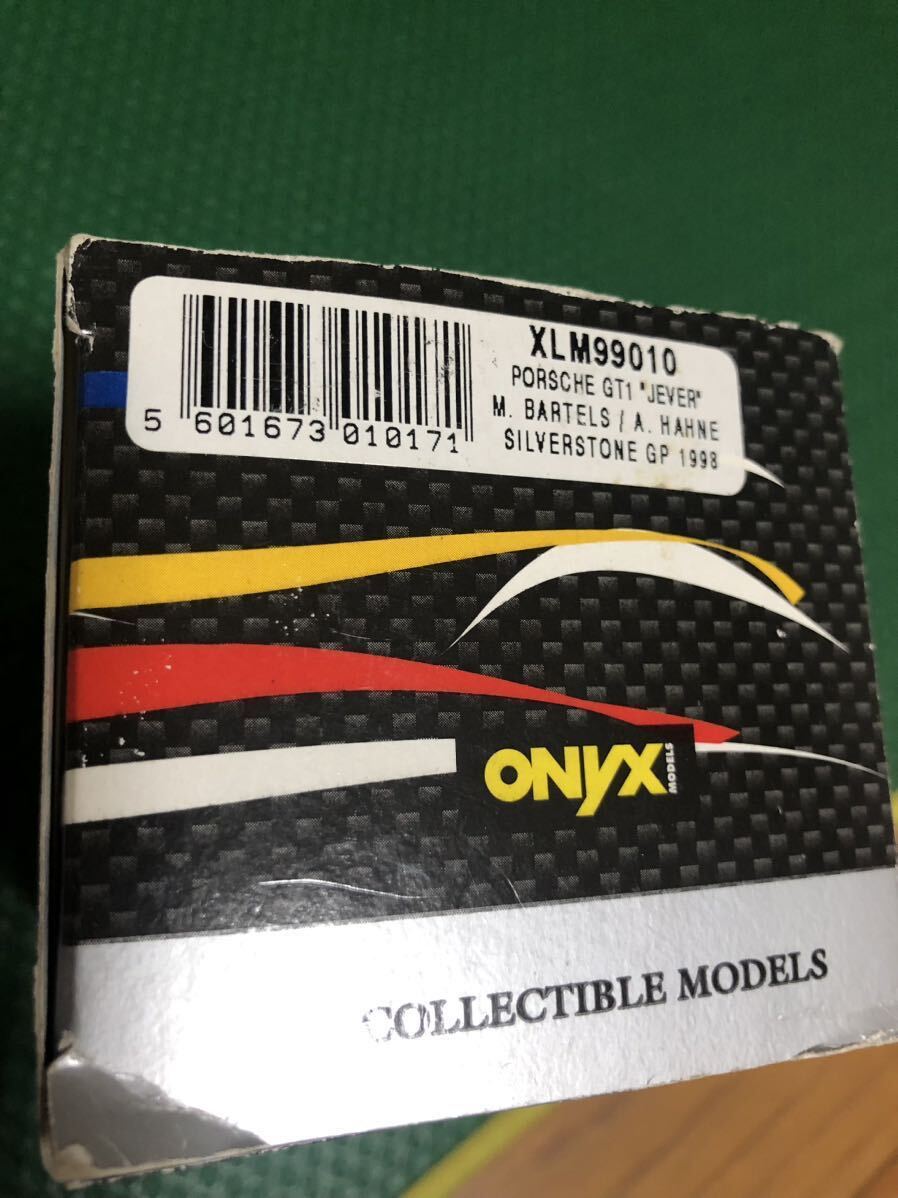 XLM99010
PORSCHE GT1 "JEVER"
M. BARTELS / A. HAHNE
SILVERSTONE GP 1998
5 601673 010171
ONYX
MODELS
COLLECTIBLE MODELS